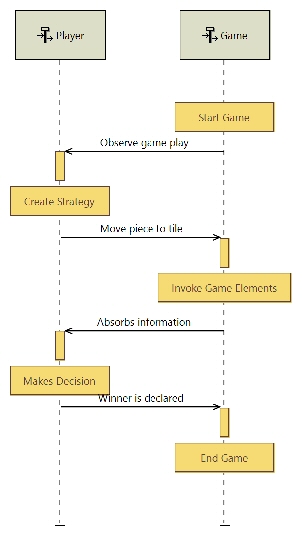 Player
Game
Start Game
Observe game play
Create Strategy
Move piece to tile
Invoke Game Elements
Absorbs information
Makes Decision
Winner is declared
End Game